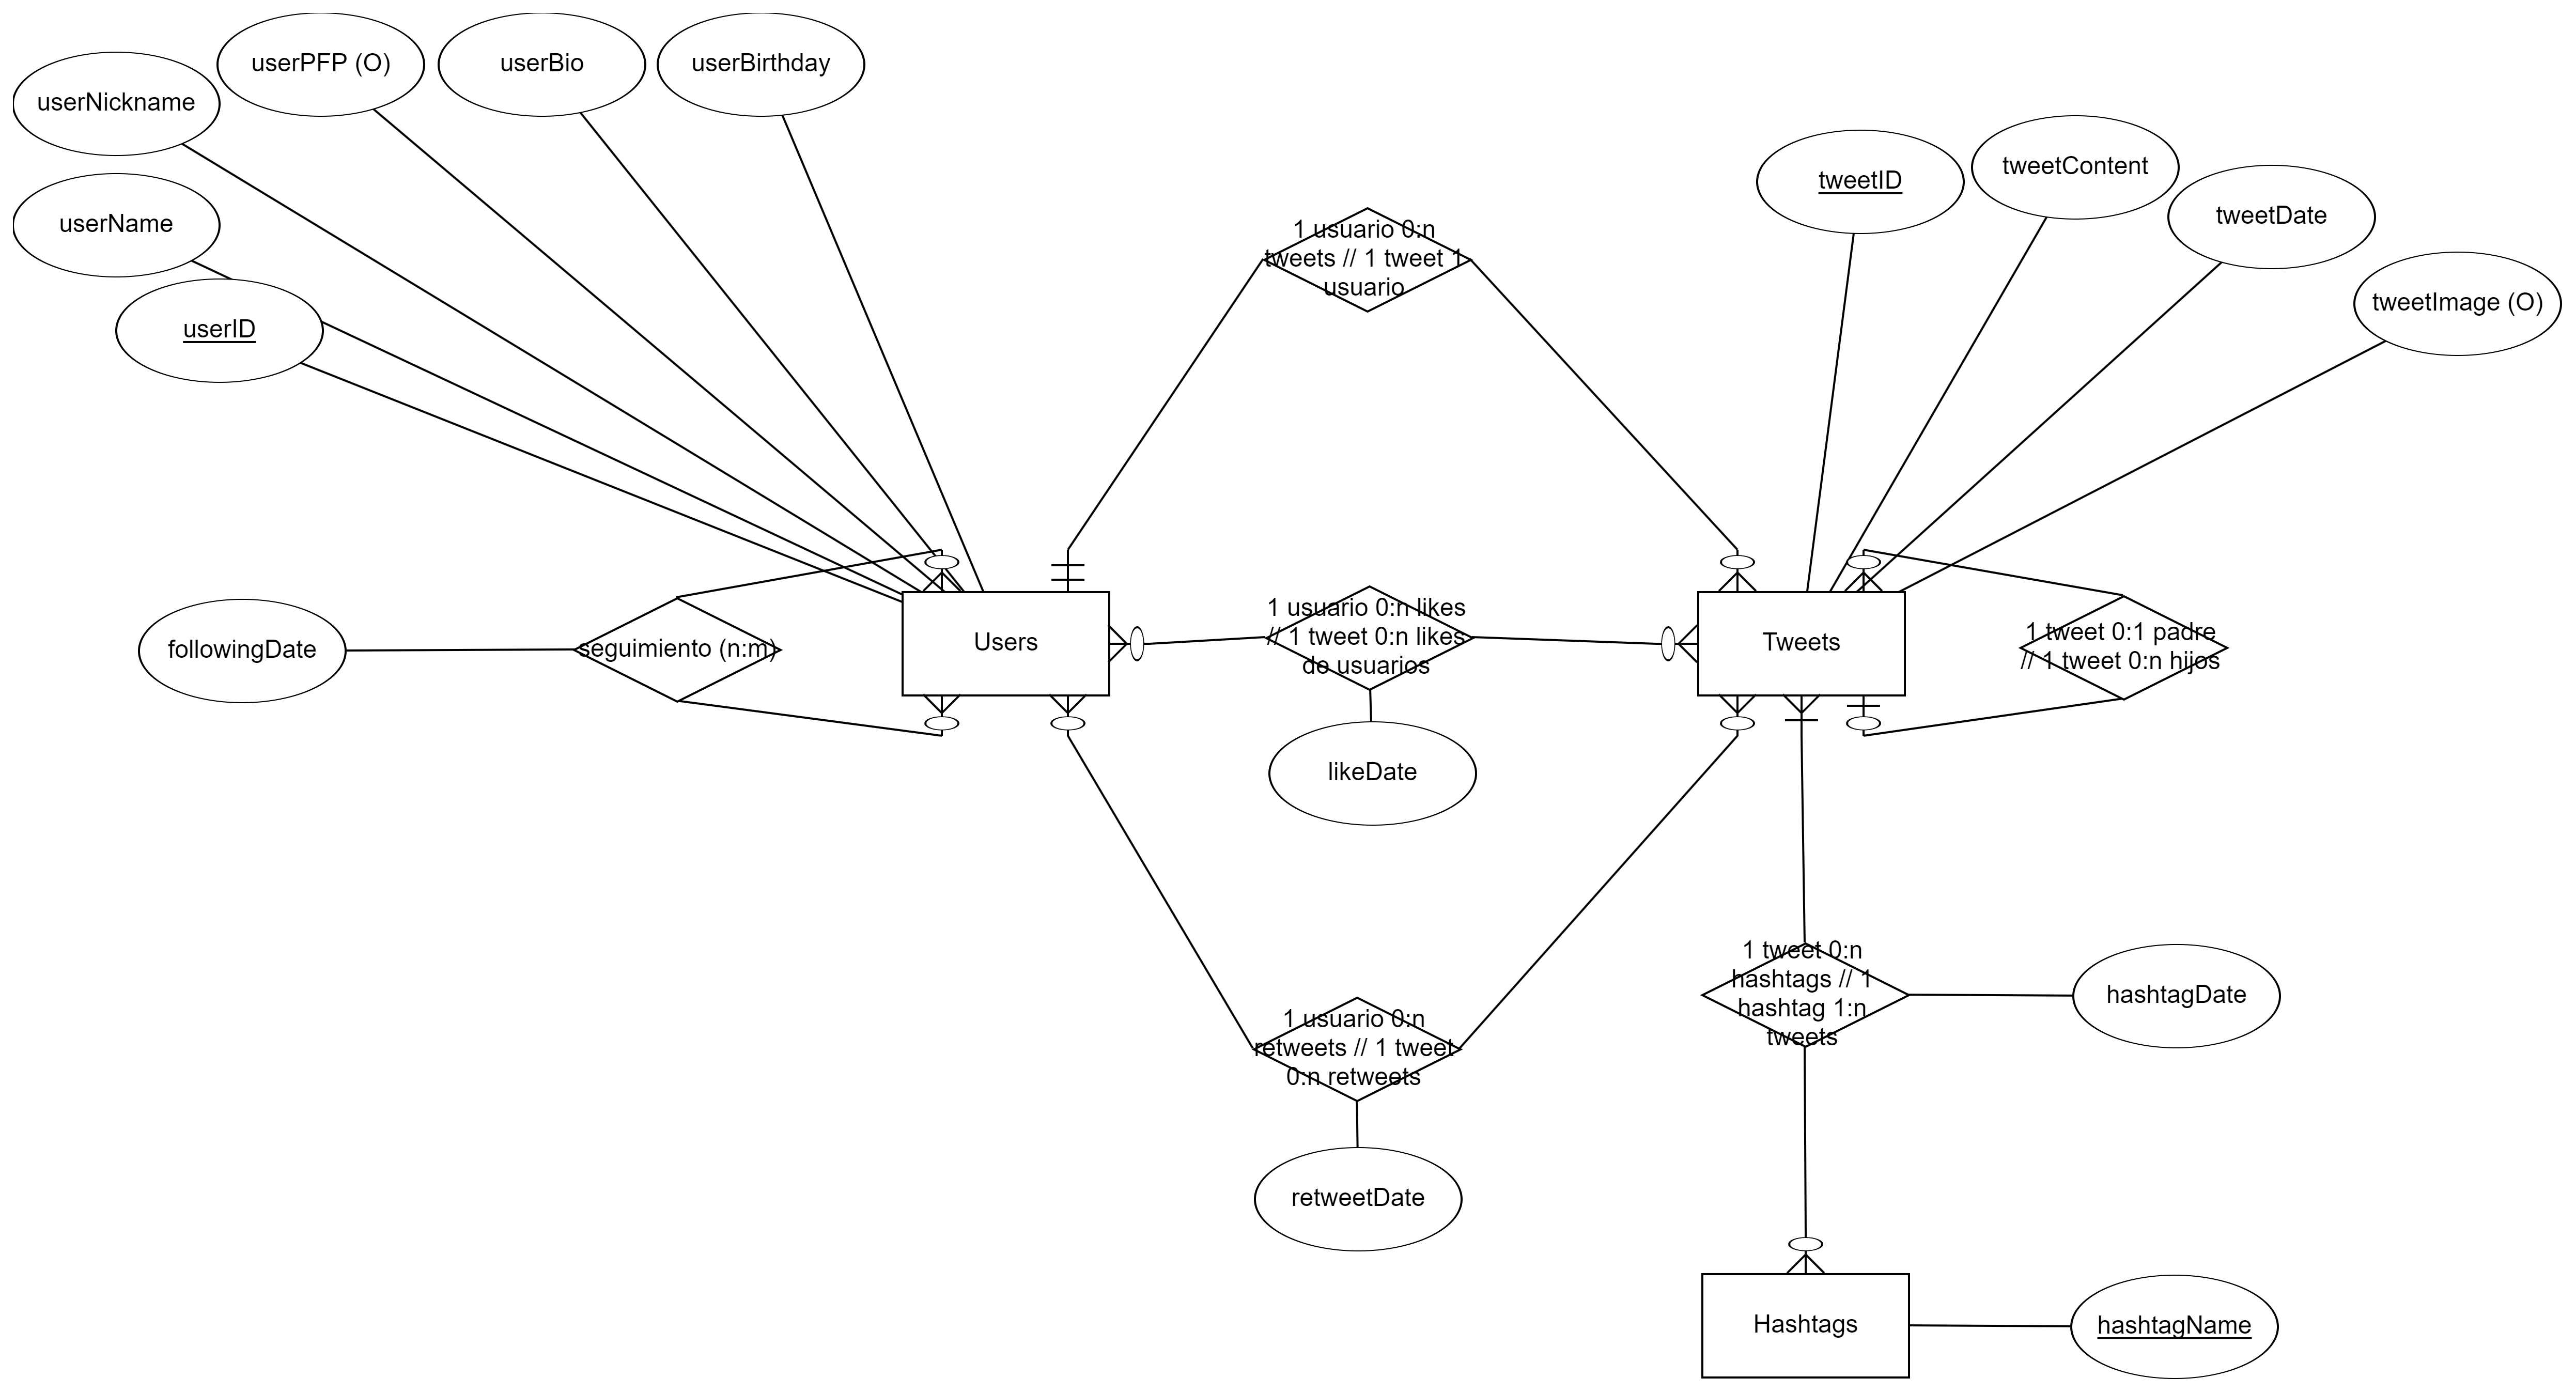 userPFP (O)
userBio
userBirthday
userNickname
userName
userID
tweetID
tweetContent
tweetDate
tweetImage (O)
1 usuario 0:n
tweets // 1 tweet 1
usuario
followingDate
seguimiento (n:m)
Users
1 usuario 0:n likes
// 1 tweet 0:n likes
de usuarios
likeDate
Tweets
1 tweet 0:1 padre
// 1 tweet 0:n hijos
1 usuario 0:n
retweets // 1 tweet
0:n retweets
retweetDate
1 tweet 0:n
hashtags // 1
hashtag 1:n
tweets
hashtagDate
Hashtags
hashtagName